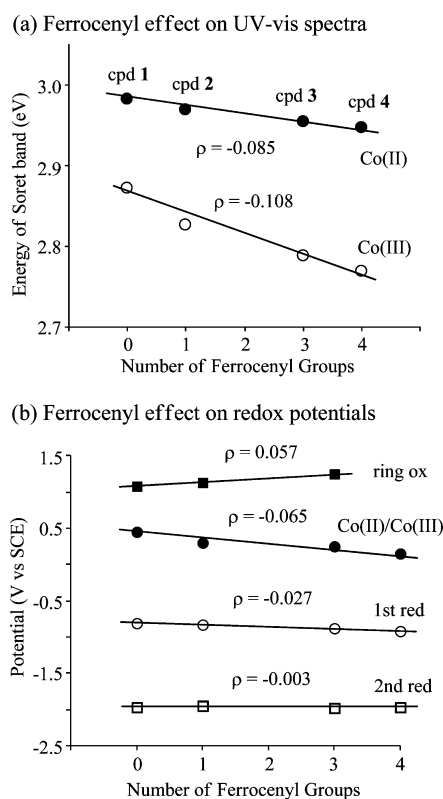 (a) Ferrocenyl effect on UV-vis spectra
Energy of Soret band (eV)
3.0
2.9
2.8
2.7
cpd 1
cpd 2
cpd 3
cpd 4
ρ = -0.085
Co(II)
ρ = -0.108
Co(III)
0 1 3 4
Number of Ferrocenyl Groups
(b) Ferrocenyl effect on redox potentials
Potential (V vs SCE)
1.5
0.5
-0.5
-1.5
-2.5
ρ = 0.057
ring ox
ρ = -0.065
Co(II)/Co(III)
ρ = -0.027
1st red
ρ = -0.003
2nd red
0 1 2 3 4
Number of Ferrocenyl Groups